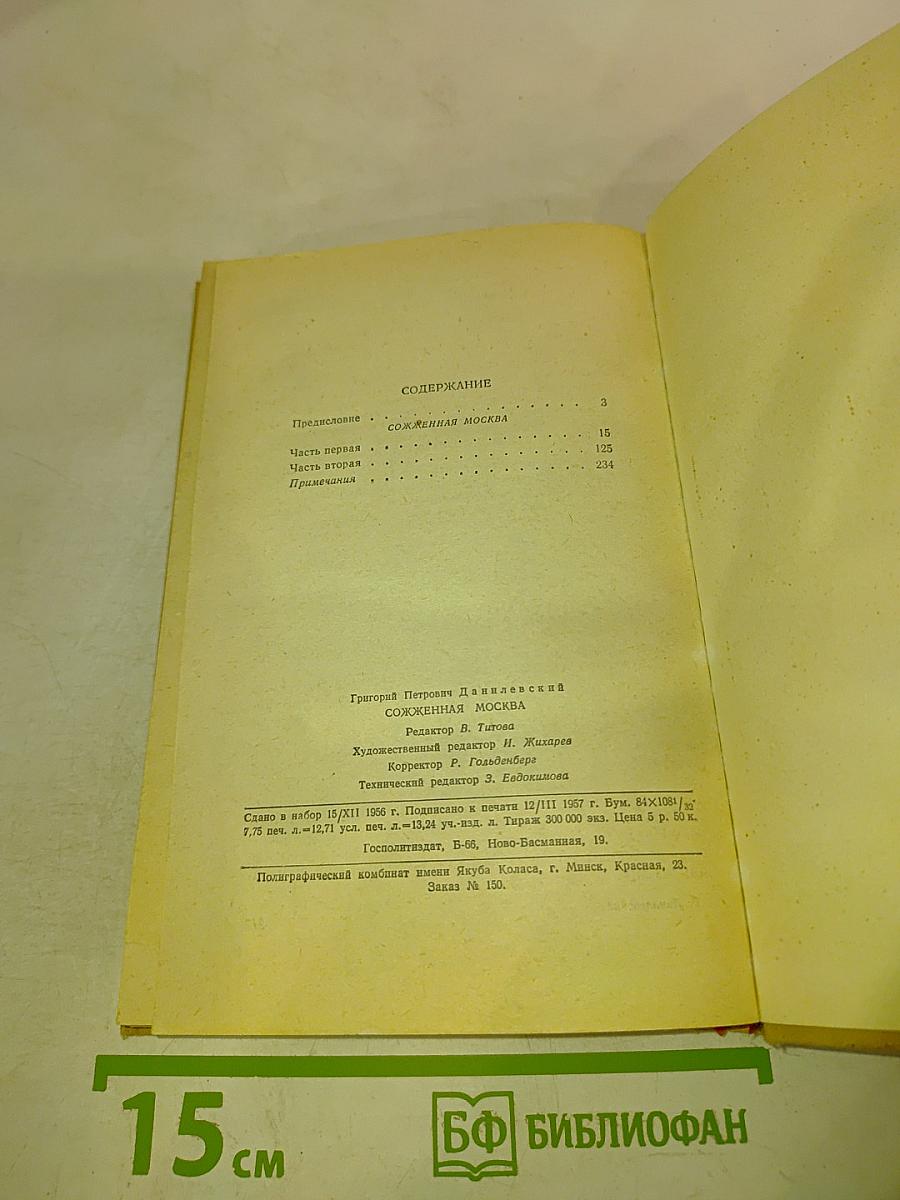 СОДЕРЖАНИЕ
Предисловие . . . . . . . . . . . . . . . 3
СОЖЖЕННАЯ МОСКВА
Часть первая . . . . . . . . . . . . . . . 15
Часть вторая . . . . . . . . . . . . . . . 125
Примечания . . . . . . . . . . . . . . . 234
Григорий Петрович Данилевский
СОЖЖЕННАЯ МОСКВА
Редактор В. Титова
Художественный редактор И. Жихарев
Корректор Р. Гольденберг
Технический редактор Э. Евдокимова
Сдано в набор 15/XII 1956 г. Подписано к печати 12/III 1957 г. Бум. 84×108¹/₃₂.
7,75 печ. л.=12,71 усл. печ. л.=13,24 уч.-изд. л. Тираж 300 000 экз. Цена 5 р. 50 к.
Госполитиздат, Б-66, Ново-Басманная, 19.
Полиграфический комбинат имени Якуба Коласа, г. Минск, Красная, 23.
Заказ № 150.
15 см
БФ БИБЛИОФАН